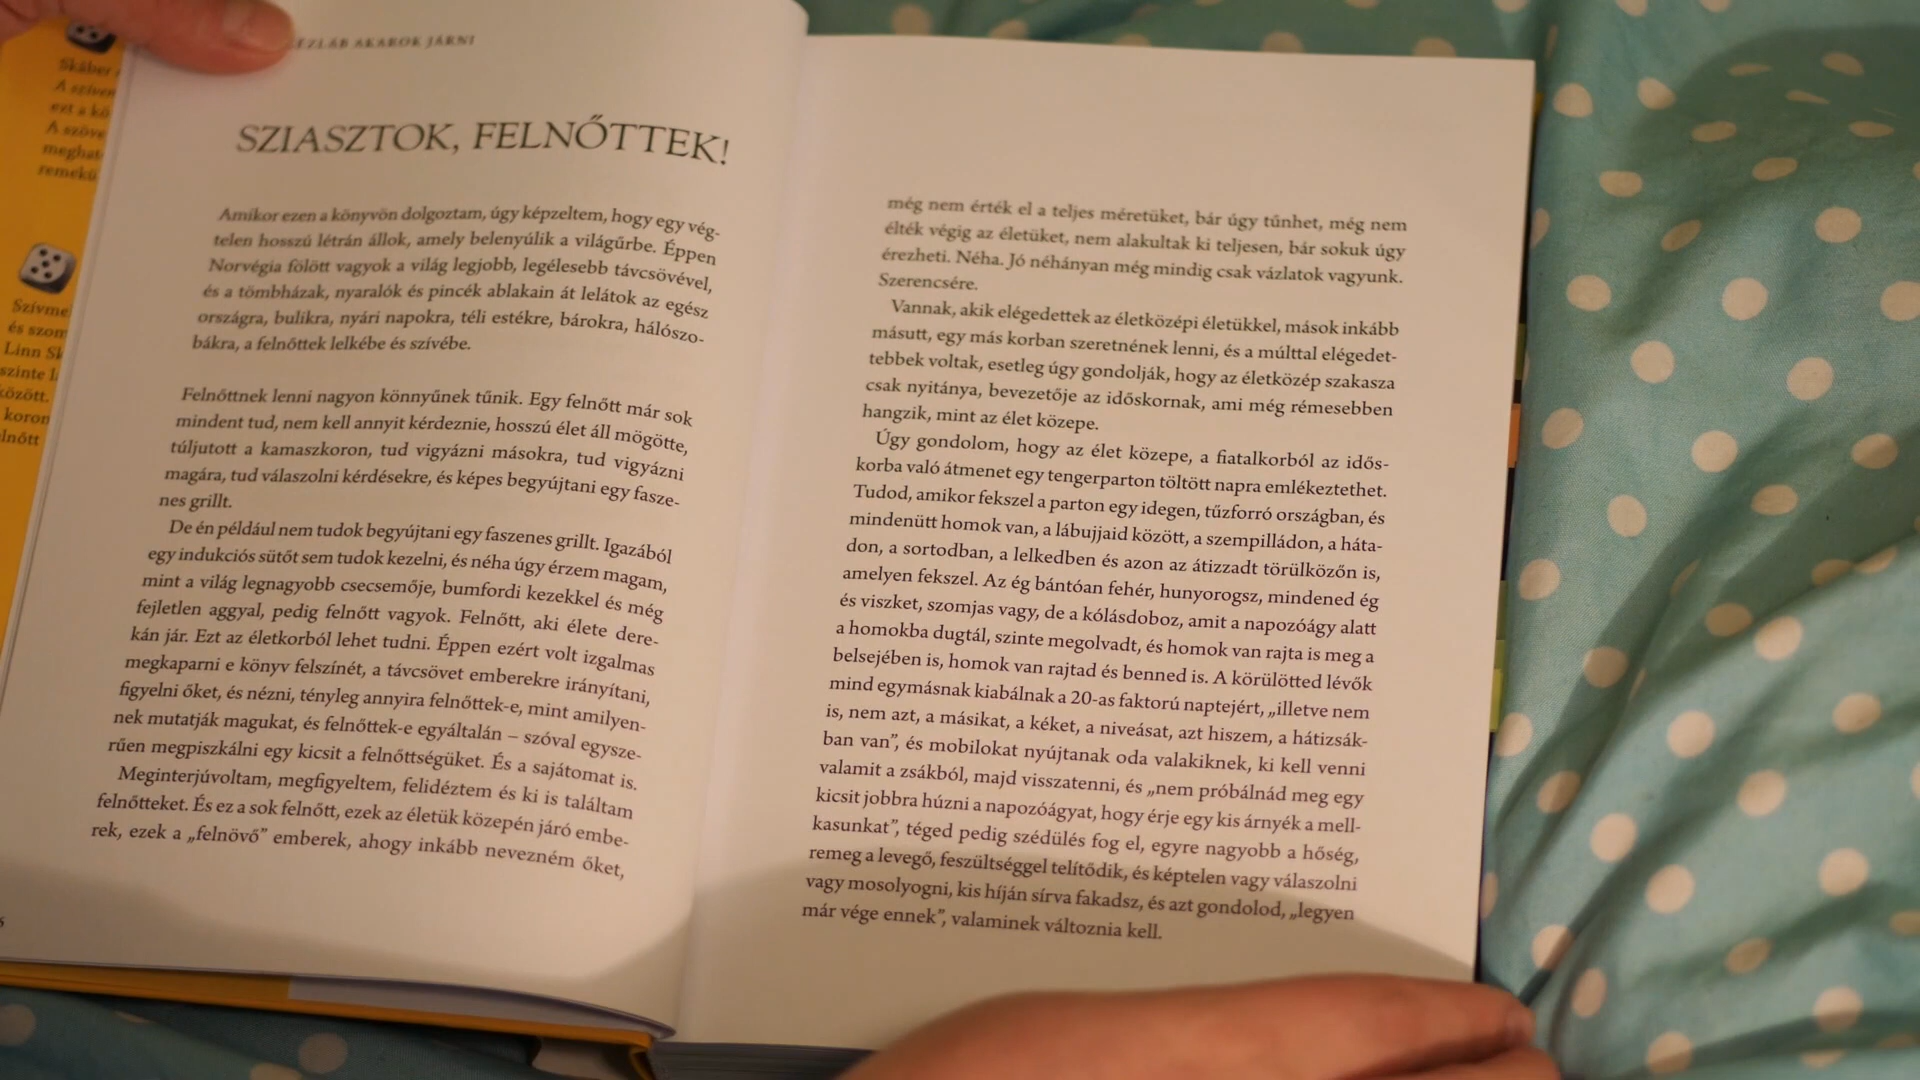 Skáber
A szíven
ezt a kö
A szöve
meghat
remekü
Szívme
és szom
Linn Sk
szinte l
között.
koron
lnőtt
ÉZLÁB AKAROK JÁRNI
SZIASZTOK, FELNŐTTEK!
Amikor ezen a könyvön dolgoztam, úgy képzeltem, hogy egy vég-
telen hosszú létrán állok, amely belenyúlik a világűrbe. Éppen
Norvégia fölött vagyok a világ legjobb, legélesebb távcsövével,
és a tömbházak, nyaralók és pincék ablakain át lelátok az egész
országra, bulikra, nyári napokra, téli estékre, bárokra, hálószo-
bákra, a felnőttek lelkébe és szívébe.
Felnőttnek lenni nagyon könnyűnek tűnik. Egy felnőtt már sok
mindent tud, nem kell annyit kérdeznie, hosszú élet áll mögötte,
túljutott a kamaszkoron, tud vigyázni másokra, tud vigyázni
magára, tud válaszolni kérdésekre, és képes begyújtani egy fasze-
nes grillt.
De én például nem tudok begyújtani egy faszenes grillt. Igazából
egy indukciós sütőt sem tudok kezelni, és néha úgy érzem magam,
mint a világ legnagyobb csecsemője, bumfordi kezekkel és még
fejletlen aggyal, pedig felnőtt vagyok. Felnőtt, aki élete dere-
kán jár. Ezt az életkorból lehet tudni. Éppen ezért volt izgalmas
megkaparni e könyv felszínét, a távcsövet emberekre irányítani,
figyelni őket, és nézni, tényleg annyira felnőttek-e, mint amilyen-
nek mutatják magukat, és felnőttek-e egyáltalán – szóval egysze-
rűen megpiszkálni egy kicsit a felnőttségüket. És a sajátomat is.
Meginterjúvoltam, megfigyeltem, felidéztem és ki is találtam
felnőtteket. És ez a sok felnőtt, ezek az életük közepén járó embe-
rek, ezek a „felnövő” emberek, ahogy inkább nevezném őket,
6
még nem érték el a teljes méretüket, bár úgy tűnhet, még nem
élték végig az életüket, nem alakultak ki teljesen, bár sokuk úgy
érezheti. Néha. Jó néhányan még mindig csak vázlatok vagyunk.
Szerencsére.
Vannak, akik elégedettek az életközépi életükkel, mások inkább
másutt, egy más korban szeretnének lenni, és a múlttal elégedet-
tebbek voltak, esetleg úgy gondolják, hogy az életközép szakasza
csak nyitánya, bevezetője az időskornak, ami még rémesebben
hangzik, mint az élet közepe.
Úgy gondolom, hogy az élet közepe, a fiatalkorból az idős-
korba való átmenet egy tengerparton töltött napra emlékeztethet.
Tudod, amikor fekszel a parton egy idegen, tűzforró országban, és
mindenütt homok van, a lábujjaid között, a szempilládon, a háta-
don, a sortodban, a lelkedben és azon az átizzadt törülközőn is,
amelyen fekszel. Az ég bántóan fehér, hunyorogsz, mindened ég
és viszket, szomjas vagy, de a kólásdoboz, amit a napozóágy alatt
a homokba dugtál, szinte megolvadt, és homok van rajta is meg a
belsejében is, homok van rajtad és benned is. A körülötted lévők
mind egymásnak kiabálnak a 20-as faktorú naptejért, „illetve nem
is, nem azt, a másikat, a kéket, a niveásat, azt hiszem, a hátizsák-
ban van”, és mobilokat nyújtanak oda valakiknek, ki kell venni
valamit a zsákból, majd visszatenni, és „nem próbálnád meg egy
kicsit jobbra húzni a napozóágyat, hogy érje egy kis árnyék a mell-
kasunkat”, téged pedig szédülés fog el, egyre nagyobb a hőség,
remeg a levegő, feszültséggel telítődik, és képtelen vagy válaszolni
vagy mosolyogni, kis híján sírva fakadsz, és azt gondolod, „legyen
már vége ennek”, valaminek változnia kell.